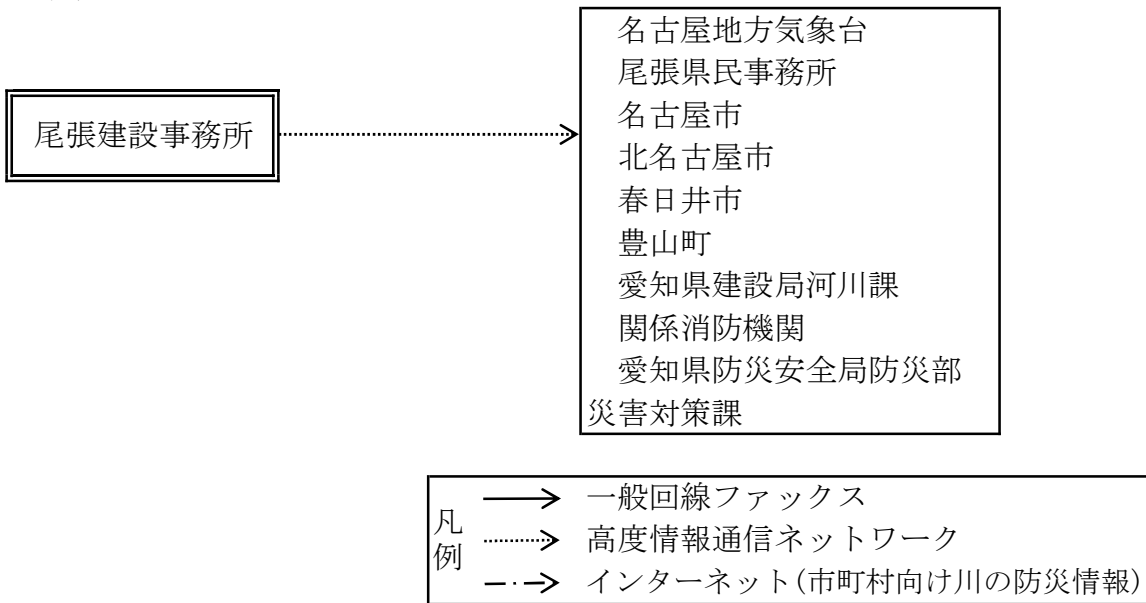 尾張建設事務所
名古屋地方気象台
尾張県民事務所
名古屋市
北名古屋市
春日井市
豊山町
愛知県建設局河川課
関係消防機関
愛知県防災安全局防災部
災害対策課
凡例
一般回線ファックス
高度情報通信ネットワーク
インターネット(市町村向け川の防災情報)